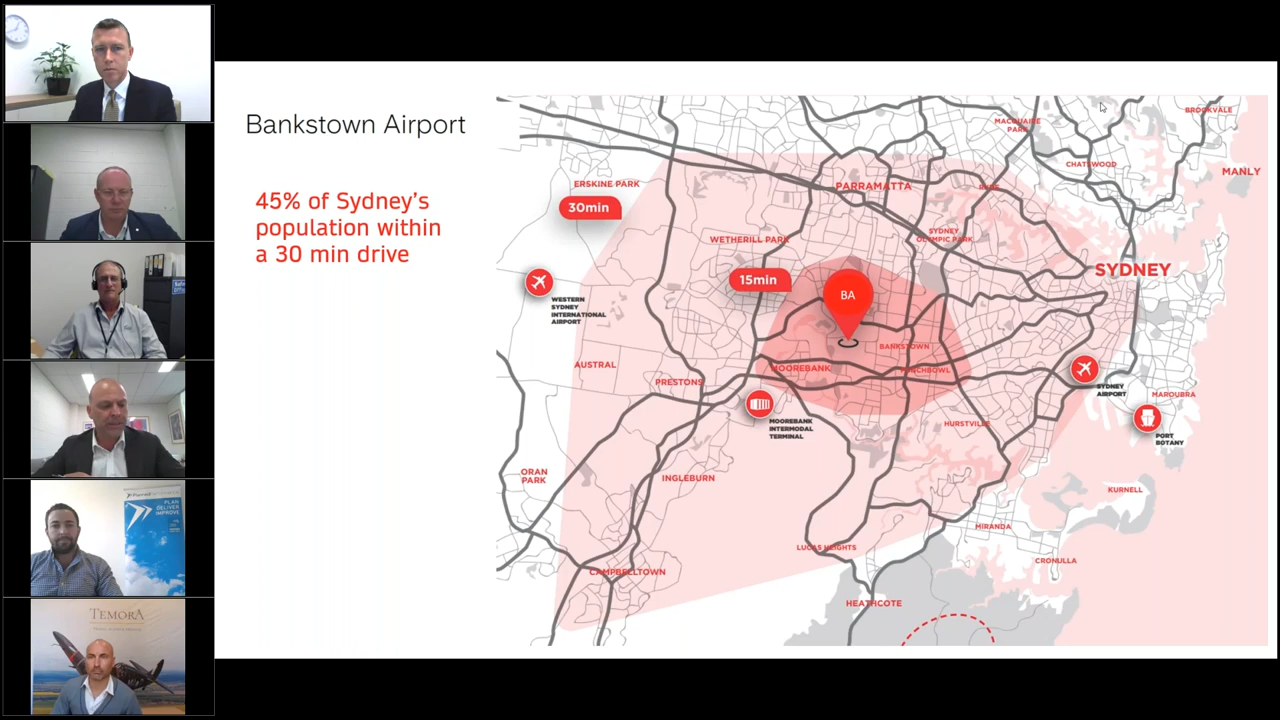 Bankstown Airport
45% of Sydney's
population within
a 30 min drive
BROOKVALE
MACQUARIE
PARK
CHATSWOOD
MANLY
ERSKINE PARK
30min
PARRAMATTA
RYDE
WETHERILL PARK
SYDNEY
OLYMPIC PARK
SYDNEY
15min
BA
WESTERN
SYDNEY
INTERNATIONAL
AIRPORT
BANKSTOWN
AUSTRAL
MOOREBANK
PUNCHBOWL
PRESTONS
SYDNEY
AIRPORT
MAROUBRA
MOOREBANK
INTERMODAL
TERMINAL
HURSTVILLE
PORT
BOTANY
ORAN
PARK
INGLEBURN
KURNELL
MIRANDA
LUCAS HEIGHTS
CRONULLA
CAMPBELLTOWN
HEATHCOTE
PLAN
DELIVER
IMPROVE
TEMORA